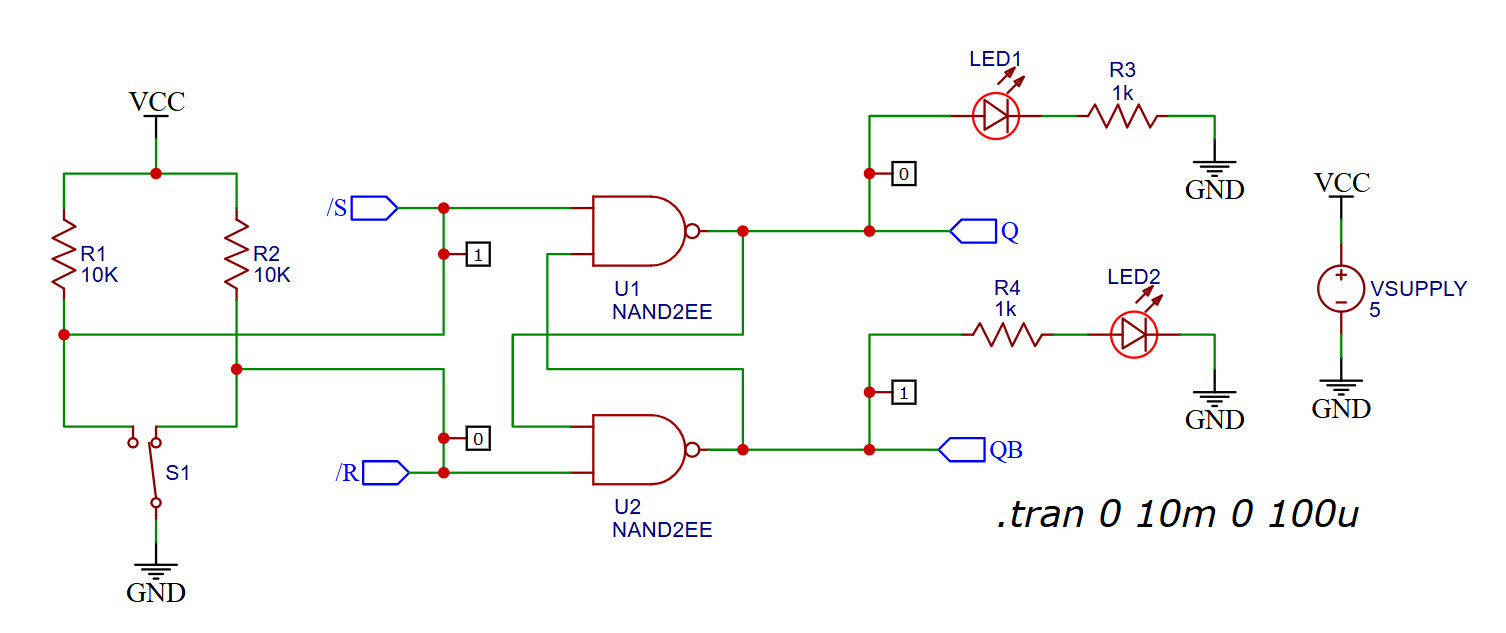 LED1
R3
1k
VCC
0
GND
VCC
/S
Q
R1
10K
R2
10K
1
U1
NAND2EE
LED2
R4
1k
VSUPPLY
5
1
GND
GND
0
/R
S1
QB
U2
NAND2EE
.tran 0 10m 0 100u
GND